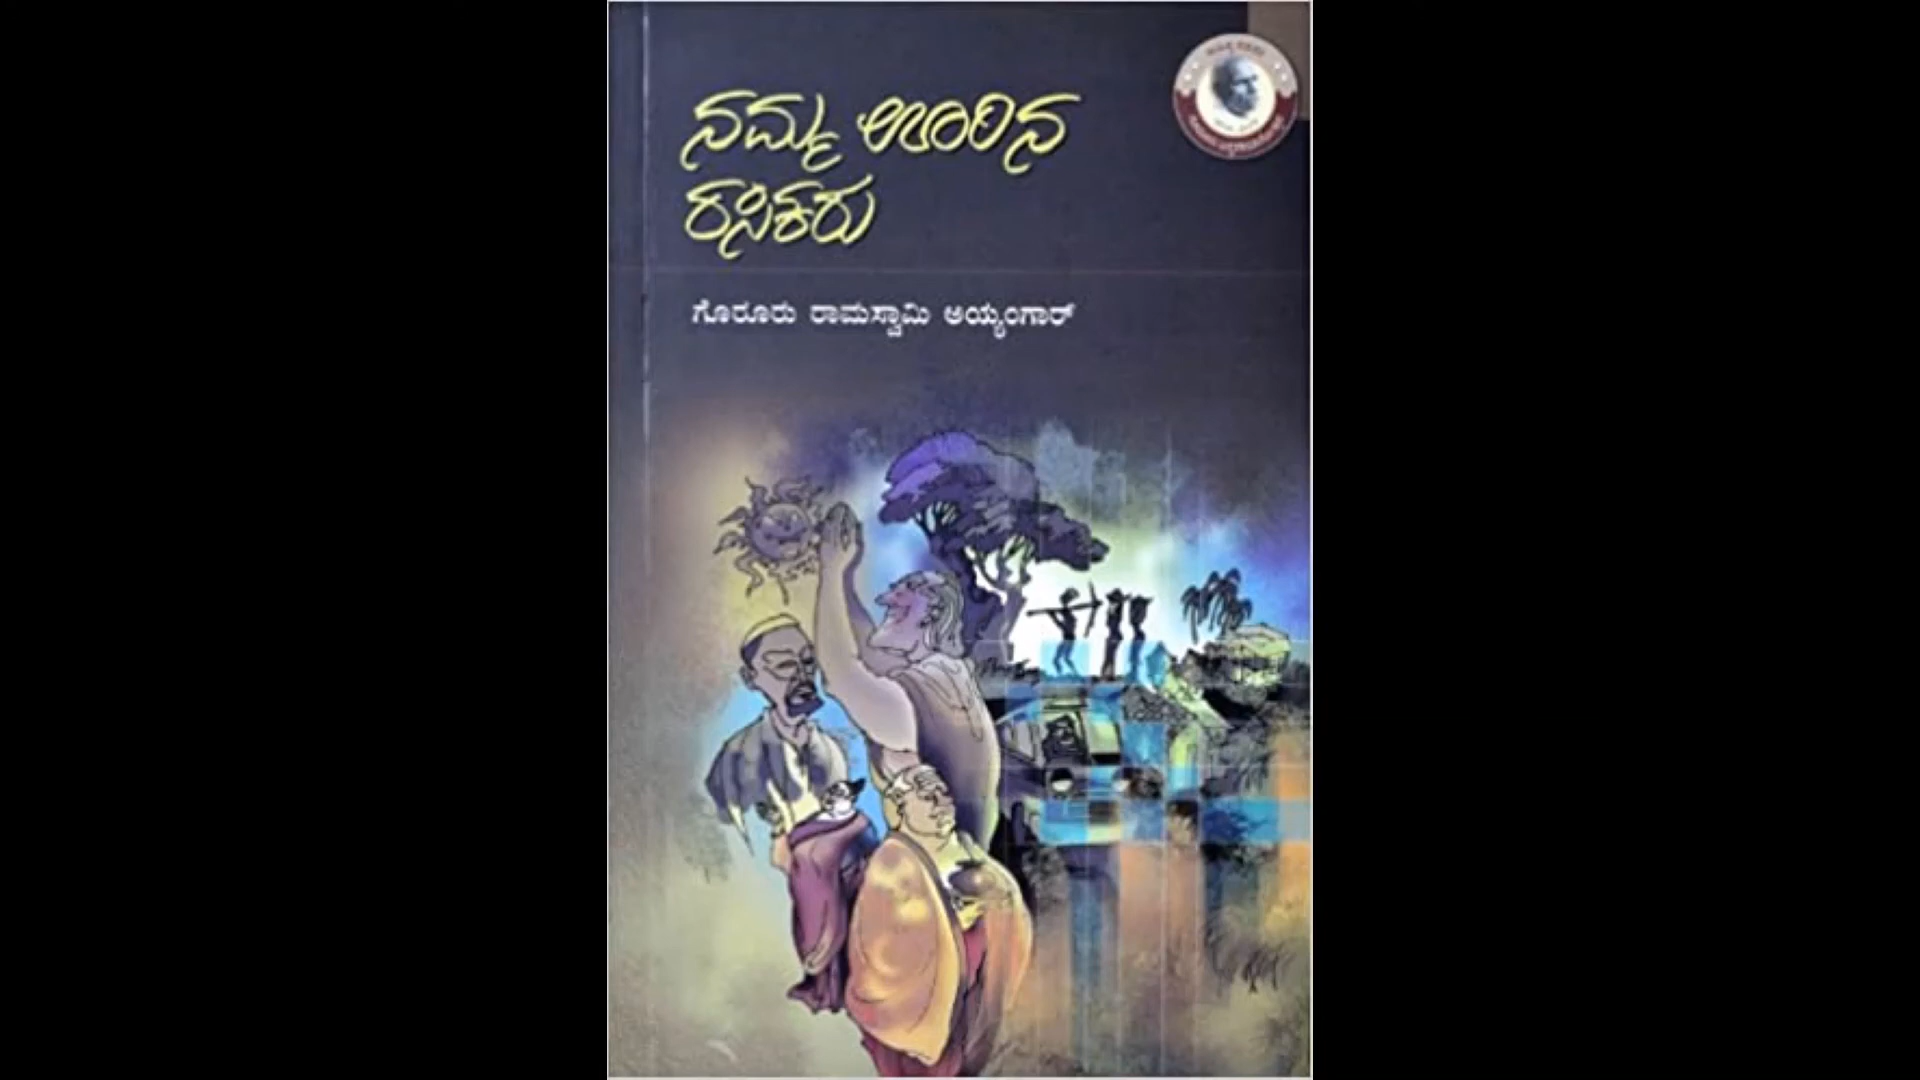 ನಮ್ಮ ಊರಿನ
ರಸಿಕರು
ಗೊರೂರು ರಾಮಸ್ವಾಮಿ ಅಯ್ಯಂಗಾರ್